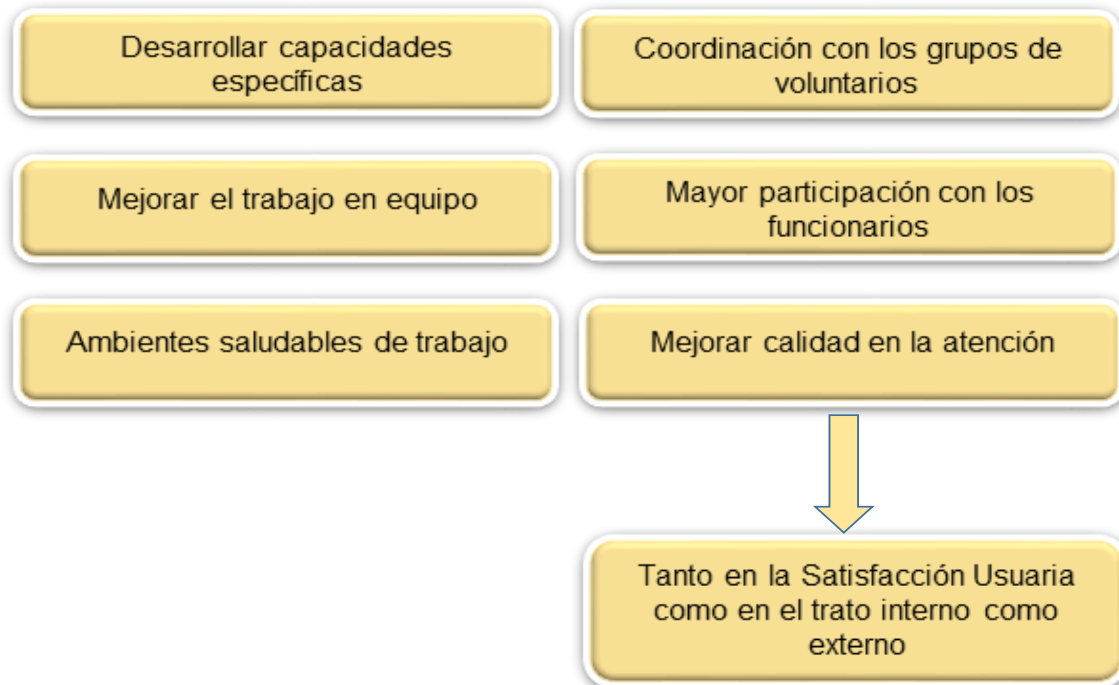 Desarrollar capacidades
específicas
Coordinación con los grupos de
voluntarios
Mejorar el trabajo en equipo
Mayor participación con los
funcionarios
Ambientes saludables de trabajo
Mejorar calidad en la atención
Tanto en la Satisfacción Usuaria
como en el trato interno como
externo